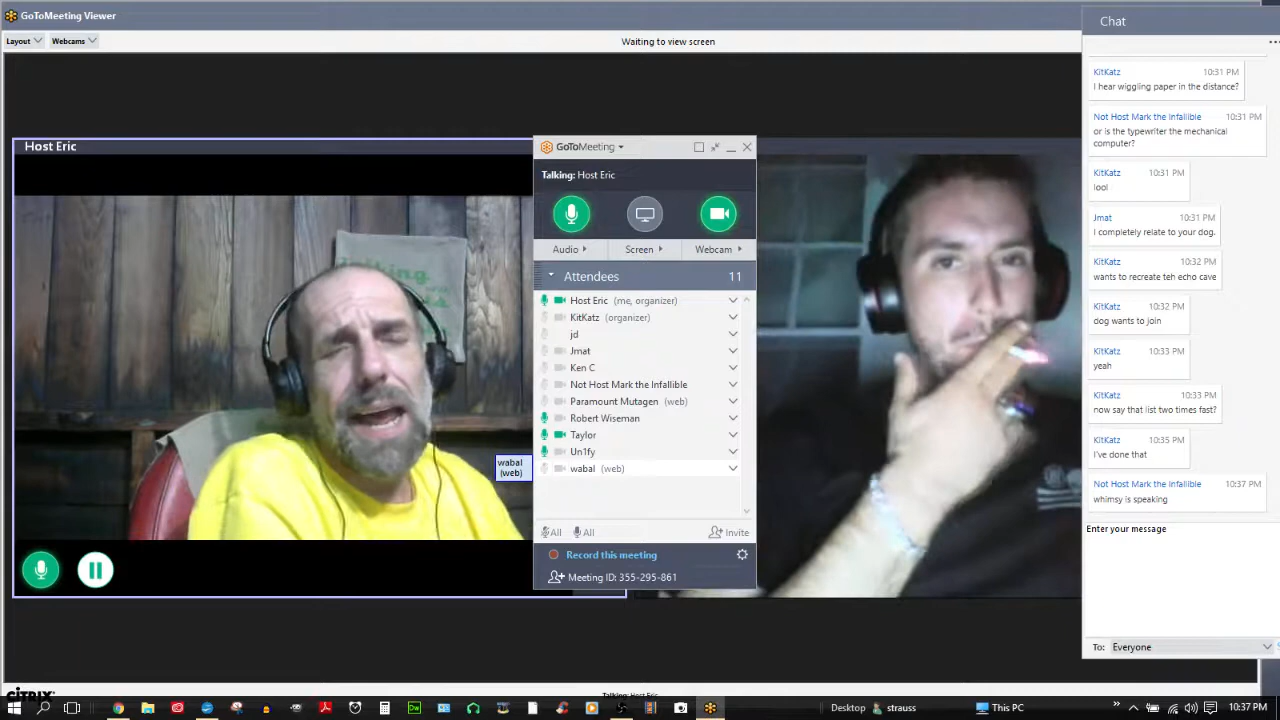 GoToMeeting Viewer
Layout
Webcams
Waiting to view screen
Host Eric
GoToMeeting
Talking: Host Eric
Audio
Screen
Webcam
Attendees 11
Host Eric (me, organizer)
KitKatz (organizer)
jd
Jmat
Ken C
Not Host Mark the Infallible
Paramount Mutagen (web)
Robert Wiseman
Taylor
Un1fy
wabal (web)
wabal
(web)
All
All
Invite
Record this meeting
Meeting ID: 355-295-861
Chat
KitKatz 10:31 PM
I hear wiggling paper in the distance?
Not Host Mark the Infallible 10:31 PM
or is the typewriter the mechanical
computer?
KitKatz 10:31 PM
lool
Jmat 10:31 PM
I completely relate to your dog.
KitKatz 10:32 PM
wants to recreate teh echo cave
KitKatz 10:32 PM
dog wants to join
KitKatz 10:33 PM
yeah
KitKatz 10:33 PM
now say that list two times fast?
KitKatz 10:35 PM
I've done that
Not Host Mark the Infallible 10:37 PM
whimsy is speaking
Enter your message
To: Everyone
CITRIX
Talking: Host Eric
Dw
Desktop
strauss
This PC
10:37 PM